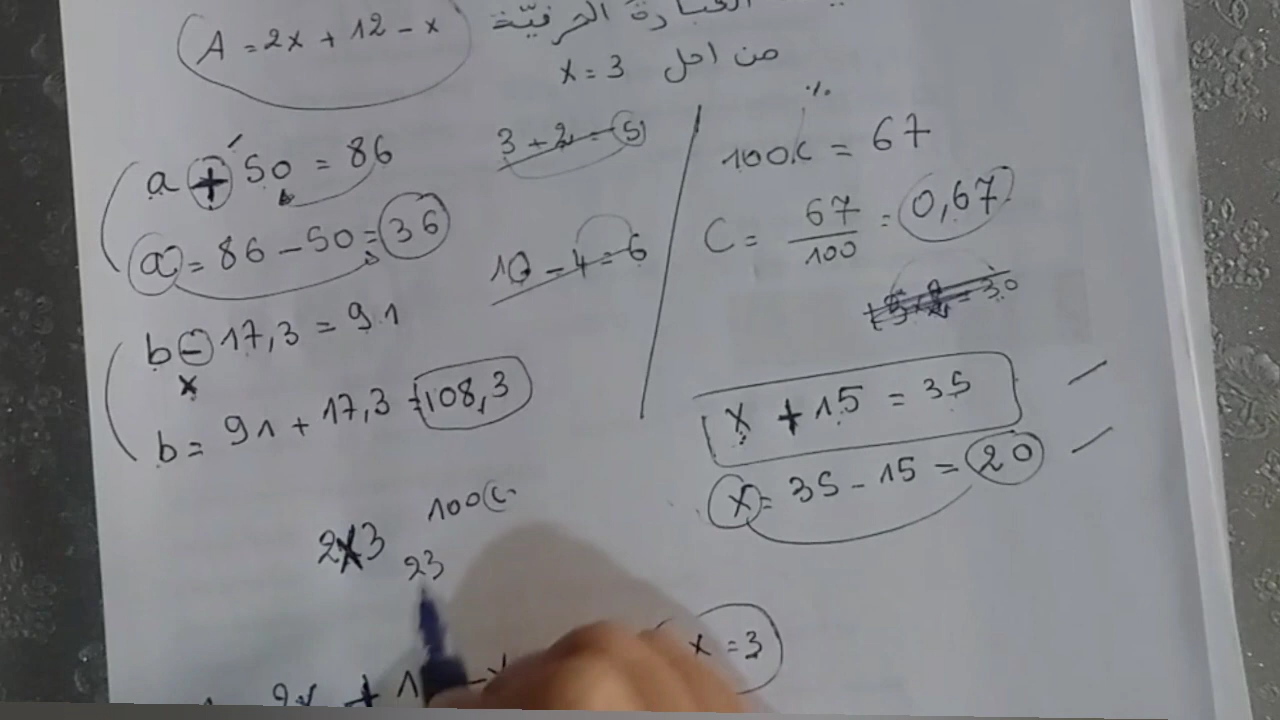 العبارة الحرفيّة
A = 2x + 12 - x
من اجل x = 3
a + 50 = 86
a = 86 - 50 = 36
b - 17,3 = 91
x
b = 91 + 17,3 = 108,3
3 + 2 = 5
10 - 4 = 6
%
100c = 67
C = 67/100 = 0,67
x + 15 = 35
x = 35 - 15 = 20
2x3
100c
23
x = 3